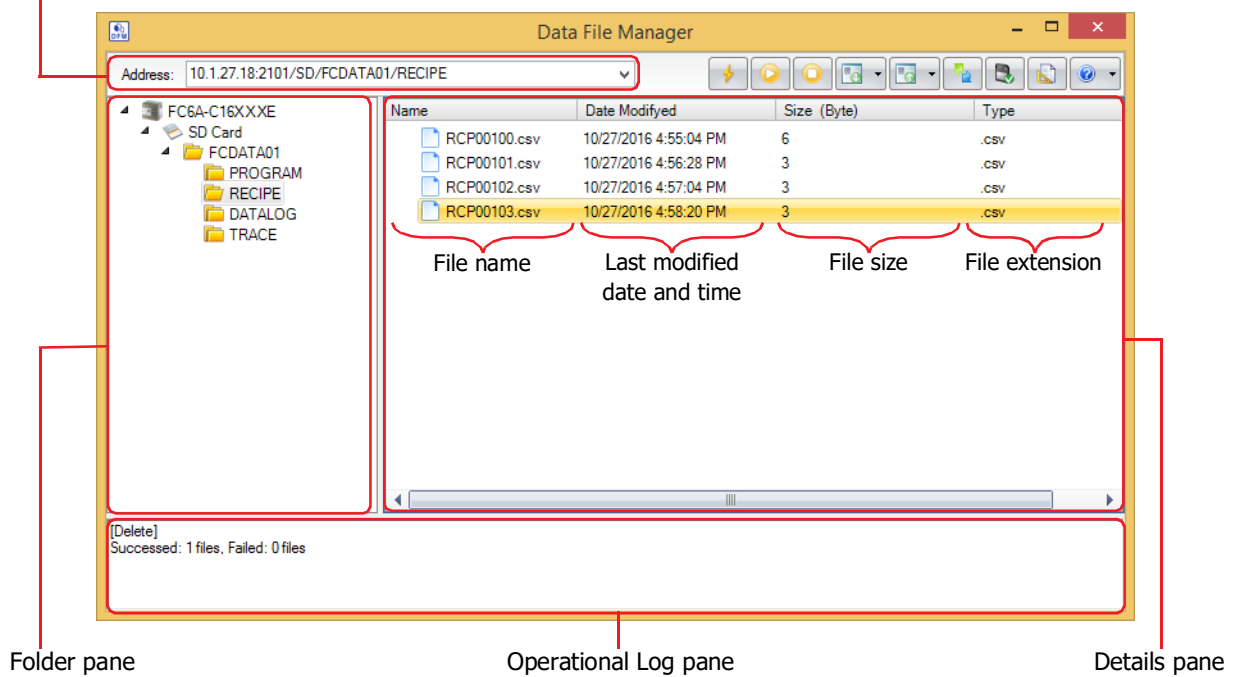 Data File Manager
DFM
Address: 10.1.27.18:2101/SD/FCDATA01/RECIPE
FC6A-C16XXXE
SD Card
FCDATA01
PROGRAM
RECIPE
DATALOG
TRACE
Name Date Modifyed Size (Byte) Type
RCP00100.csv 10/27/2016 4:55:04 PM 6 .csv
RCP00101.csv 10/27/2016 4:56:28 PM 3 .csv
RCP00102.csv 10/27/2016 4:57:04 PM 3 .csv
RCP00103.csv 10/27/2016 4:58:20 PM 3 .csv
File name Last modified File size File extension
date and time
[Delete]
Successed: 1 files, Failed: 0 files
Folder pane Operational Log pane Details pane